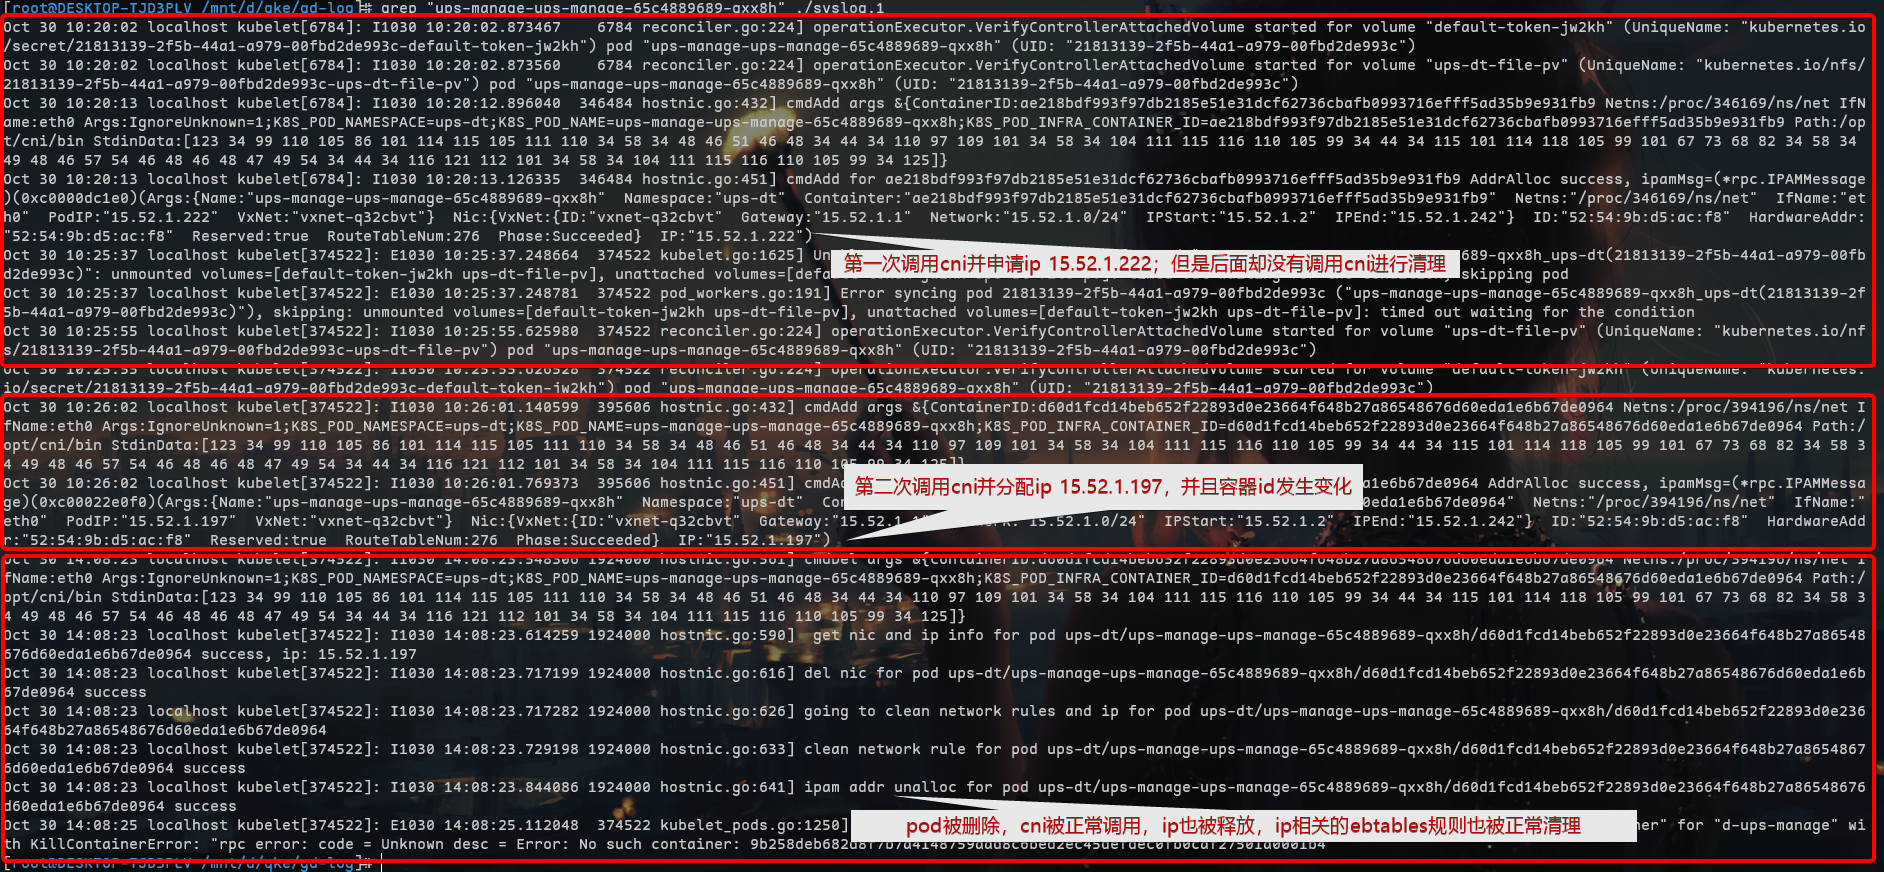 [root@DESKTOP-TJD3PLV /mnt/d/qke/gd-log]# grep "ups-manage-ups-manage-65c4889689-qxx8h" ./syslog.1
Oct 30 10:20:02 localhost kubelet[6784]: I1030 10:20:02.873467    6784 reconciler.go:224] operationExecutor.VerifyControllerAttachedVolume started for volume "default-token-jw2kh" (UniqueName: "kubernetes.io
/secret/21813139-2f5b-44a1-a979-00fbd2de993c-default-token-jw2kh") pod "ups-manage-ups-manage-65c4889689-qxx8h" (UID: "21813139-2f5b-44a1-a979-00fbd2de993c")
Oct 30 10:20:02 localhost kubelet[6784]: I1030 10:20:02.873560    6784 reconciler.go:224] operationExecutor.VerifyControllerAttachedVolume started for volume "ups-dt-file-pv" (UniqueName: "kubernetes.io/nfs/
21813139-2f5b-44a1-a979-00fbd2de993c-ups-dt-file-pv") pod "ups-manage-ups-manage-65c4889689-qxx8h" (UID: "21813139-2f5b-44a1-a979-00fbd2de993c")
Oct 30 10:20:13 localhost kubelet[6784]: I1030 10:20:12.896040  346484 hostnic.go:432] cmdAdd args &{ContainerID:ae218bdf993f97db2185e51e31dcf62736cbafb0993716efff5ad35b9e931fb9 Netns:/proc/346169/ns/net IfN
ame:eth0 Args:IgnoreUnknown=1;K8S_POD_NAMESPACE=ups-dt;K8S_POD_NAME=ups-manage-ups-manage-65c4889689-qxx8h;K8S_POD_INFRA_CONTAINER_ID=ae218bdf993f97db2185e51e31dcf62736cbafb0993716efff5ad35b9e931fb9 Path:/op
t/cni/bin StdinData:[123 34 99 110 105 86 101 114 115 105 111 110 34 58 34 48 46 51 46 48 34 44 34 110 97 109 101 34 58 34 104 111 115 116 110 105 99 34 44 34 115 101 114 118 105 99 101 67 73 68 82 34 58 34
49 48 46 57 54 46 48 46 48 47 49 54 34 44 34 116 121 112 101 34 58 34 104 111 115 116 110 105 99 34 125]}
Oct 30 10:20:13 localhost kubelet[6784]: I1030 10:20:13.126335  346484 hostnic.go:451] cmdAdd for ae218bdf993f97db2185e51e31dcf62736cbafb0993716efff5ad35b9e931fb9 AddrAlloc success, ipamMsg=(*rpc.IPAMMessage
)(0xc0000dc1e0)(Args:{Name:"ups-manage-ups-manage-65c4889689-qxx8h"  Namespace:"ups-dt"  Containter:"ae218bdf993f97db2185e51e31dcf62736cbafb0993716efff5ad35b9e931fb9"  Netns:"/proc/346169/ns/net"  IfName:"et
h0"  PodIP:"15.52.1.222"  VxNet:"vxnet-q32cbvt"}  Nic:{VxNet:{ID:"vxnet-q32cbvt"  Gateway:"15.52.1.1"  Network:"15.52.1.0/24"  IPStart:"15.52.1.2"  IPEnd:"15.52.1.242"}  ID:"52:54:9b:d5:ac:f8"  HardwareAddr:
"52:54:9b:d5:ac:f8"  Reserved:true  RouteTableNum:276  Phase:Succeeded}  IP:"15.52.1.222")
Oct 30 10:25:37 localhost kubelet[374522]: E1030 10:25:37.248664  374522 kubelet.go:1625] Un 第一次调用cni并申请ip 15.52.1.222；但是后面却没有调用cni进行清理 689-qxx8h_ups-dt(21813139-2f5b-44a1-a979-00fb
d2de993c)": unmounted volumes=[default-token-jw2kh ups-dt-file-pv], unattached volumes=[def skipping pod
Oct 30 10:25:37 localhost kubelet[374522]: E1030 10:25:37.248781  374522 pod_workers.go:191] Error syncing pod 21813139-2f5b-44a1-a979-00fbd2de993c ("ups-manage-ups-manage-65c4889689-qxx8h_ups-dt(21813139-2f
5b-44a1-a979-00fbd2de993c)"), skipping: unmounted volumes=[default-token-jw2kh ups-dt-file-pv], unattached volumes=[default-token-jw2kh ups-dt-file-pv]: timed out waiting for the condition
Oct 30 10:25:55 localhost kubelet[374522]: I1030 10:25:55.625980  374522 reconciler.go:224] operationExecutor.VerifyControllerAttachedVolume started for volume "ups-dt-file-pv" (UniqueName: "kubernetes.io/nf
s/21813139-2f5b-44a1-a979-00fbd2de993c-ups-dt-file-pv") pod "ups-manage-ups-manage-65c4889689-qxx8h" (UID: "21813139-2f5b-44a1-a979-00fbd2de993c")
localhost kubelet[374522]: reconciler.go:224] operationExecutor.VerifyControllerAttachedVolume started for volume "default-token-jw2kh" (UniqueName: "kubernetes.
io/secret/21813139-2f5b-44a1-a979-00fbd2de993c-default-token-jw2kh") pod "ups-manage-ups-manage-65c4889689-qxx8h" (UID: "21813139-2f5b-44a1-a979-00fbd2de993c")
Oct 30 10:26:02 localhost kubelet[374522]: I1030 10:26:01.140599  395606 hostnic.go:432] cmdAdd args &{ContainerID:d60d1fcd14beb652f22893d0e23664f648b27a86548676d60eda1e6b67de0964 Netns:/proc/394196/ns/net I
fName:eth0 Args:IgnoreUnknown=1;K8S_POD_NAMESPACE=ups-dt;K8S_POD_NAME=ups-manage-ups-manage-65c4889689-qxx8h;K8S_POD_INFRA_CONTAINER_ID=d60d1fcd14beb652f22893d0e23664f648b27a86548676d60eda1e6b67de0964 Path:/
opt/cni/bin StdinData:[123 34 99 110 105 86 101 114 115 105 111 110 34 58 34 48 46 51 46 48 34 44 34 110 97 109 101 34 58 34 104 111 115 116 110 105 99 34 44 34 115 101 114 118 105 99 101 67 73 68 82 34 58 3
4 49 48 46 57 54 46 48 46 48 47 49 54 34 44 34 116 121 112 101 34 58 34 104 111 115 116 110 105 99 34 125]}
Oct 30 10:26:02 localhost kubelet[374522]: I1030 10:26:01.769373  374522 hostnic.go:451] cmdA 第二次调用cni并分配ip 15.52.1.197，并且容器id发生变化 a1e6b67de0964 AddrAlloc success, ipamMsg=(*rpc.IPAMMessa
ge)(0xc00022e0f0)(Args:{Name:"ups-manage-ups-manage-65c4889689-qxx8h"  Namespace:"ups-dt"  Con 0eda1e6b67de0964"  Netns:"/proc/394196/ns/net"  IfName:"
eth0"  PodIP:"15.52.1.197"  VxNet:"vxnet-q32cbvt"}  Nic:{VxNet:{ID:"vxnet-q32cbvt"  Gateway:"15.52.1.1" "15.52.1.0/24"  IPStart:"15.52.1.2"  IPEnd:"15.52.1.242"}  ID:"52:54:9b:d5:ac:f8"  HardwareAdd
r:"52:54:9b:d5:ac:f8"  Reserved:true  RouteTableNum:276  Phase:Succeeded}  IP:"15.52.1.197")
Oct 30 14:08:23 localhost kubelet[374522]: I1030 1924000 hostnic.go:561] cmdDel args &{ContainerID:d60d1fcd14beb652f22893d0e23664f648b27a86548676d60eda1e6b67de0964 Netns:/proc/394196/ns/net I
fName:eth0 Args:IgnoreUnknown=1;K8S_POD_NAMESPACE=ups-dt;K8S_POD_NAME=ups-manage-ups-manage-65c4889689-qxx8h;K8S_POD_INFRA_CONTAINER_ID=d60d1fcd14beb652f22893d0e23664f648b27a86548676d60eda1e6b67de0964 Path:/
opt/cni/bin StdinData:[123 34 99 110 105 86 101 114 115 105 111 110 34 58 34 48 46 51 46 48 34 44 34 110 97 109 101 34 58 34 104 111 115 116 110 105 99 34 44 34 115 101 114 118 105 99 101 67 73 68 82 34 58 3
4 49 48 46 57 54 46 48 46 48 47 49 54 34 44 34 116 121 112 101 34 58 34 104 111 115 116 110 105 99 34 125]}
Oct 30 14:08:23 localhost kubelet[374522]: I1030 14:08:23.614259 1924000 hostnic.go:590]  get nic and ip info for pod ups-dt/ups-manage-ups-manage-65c4889689-qxx8h/d60d1fcd14beb652f22893d0e23664f648b27a86548
676d60eda1e6b67de0964 success, ip: 15.52.1.197
Oct 30 14:08:23 localhost kubelet[374522]: I1030 14:08:23.717199 1924000 hostnic.go:616] del nic for pod ups-dt/ups-manage-ups-manage-65c4889689-qxx8h/d60d1fcd14beb652f22893d0e23664f648b27a86548676d60eda1e6b
67de0964 success
Oct 30 14:08:23 localhost kubelet[374522]: I1030 14:08:23.717282 1924000 hostnic.go:626] going to clean network rules and ip for pod ups-dt/ups-manage-ups-manage-65c4889689-qxx8h/d60d1fcd14beb652f22893d0e236
64f648b27a86548676d60eda1e6b67de0964
Oct 30 14:08:23 localhost kubelet[374522]: I1030 14:08:23.729198 1924000 hostnic.go:633] clean network rule for pod ups-dt/ups-manage-ups-manage-65c4889689-qxx8h/d60d1fcd14beb652f22893d0e23664f648b27a8654867
6d60eda1e6b67de0964 success
Oct 30 14:08:23 localhost kubelet[374522]: I1030 14:08:23.844086 1924000 hostnic.go:641] ipam addr unalloc for pod ups-dt/ups-manage-ups-manage-65c4889689-qxx8h/d60d1fcd14beb652f22893d0e23664f648b27a86548676
d60eda1e6b67de0964 success
Oct 30 14:08:25 localhost kubelet[374522]: E1030 14:08:25.112048  374522 kubelet_pods.go:1250] pod被删除，cni被正常调用，ip也被释放，ip相关的ebtables规则也被正常清理 ner" for "d-ups-manage" wi
th KillContainerError: "rpc error: code = Unknown desc = Error: No such container:
[root@DESKTOP-TJD3PLV /mnt/d/qke/gd-log]#